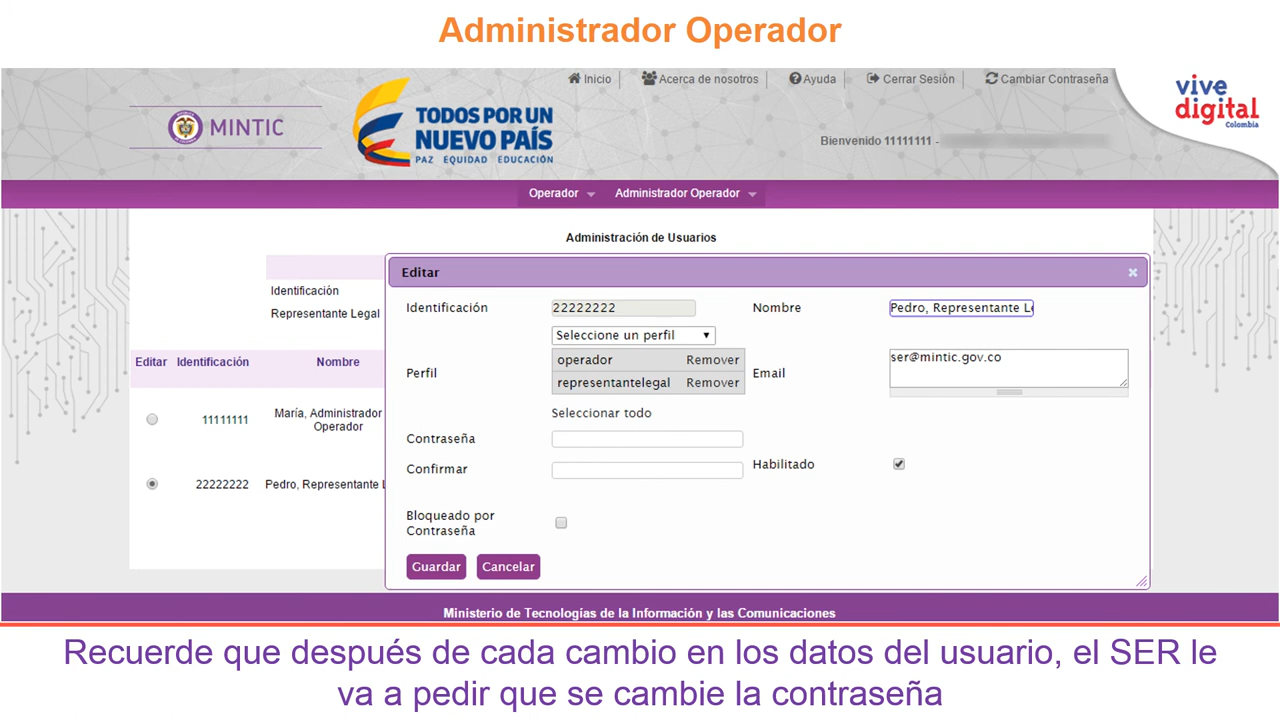 Administrador Operador
Inicio
Acerca de nosotros
Ayuda
Cerrar Sesión
Cambiar Contraseña
MINTIC
TODOS POR UN
NUEVO PAÍS
PAZ EQUIDAD EDUCACIÓN
vive
digital
Colombia
Bienvenido 11111111 -
Operador
Administrador Operador
Administración de Usuarios
Identificación
Representante Legal
Editar Identificación Nombre
11111111 María, Administrador
Operador
22222222 Pedro, Representante
Editar
Identificación 22222222 Nombre Pedro, Representante
Seleccione un perfil
Perfil
operador Remover
representantelegal Remover
Email ser@mintic.gov.co
Seleccionar todo
Contraseña
Confirmar
Habilitado
Bloqueado por
Contraseña
Guardar Cancelar
Ministerio de Tecnologías de la Información y las Comunicaciones
Recuerde que después de cada cambio en los datos del usuario, el SER le
va a pedir que se cambie la contraseña